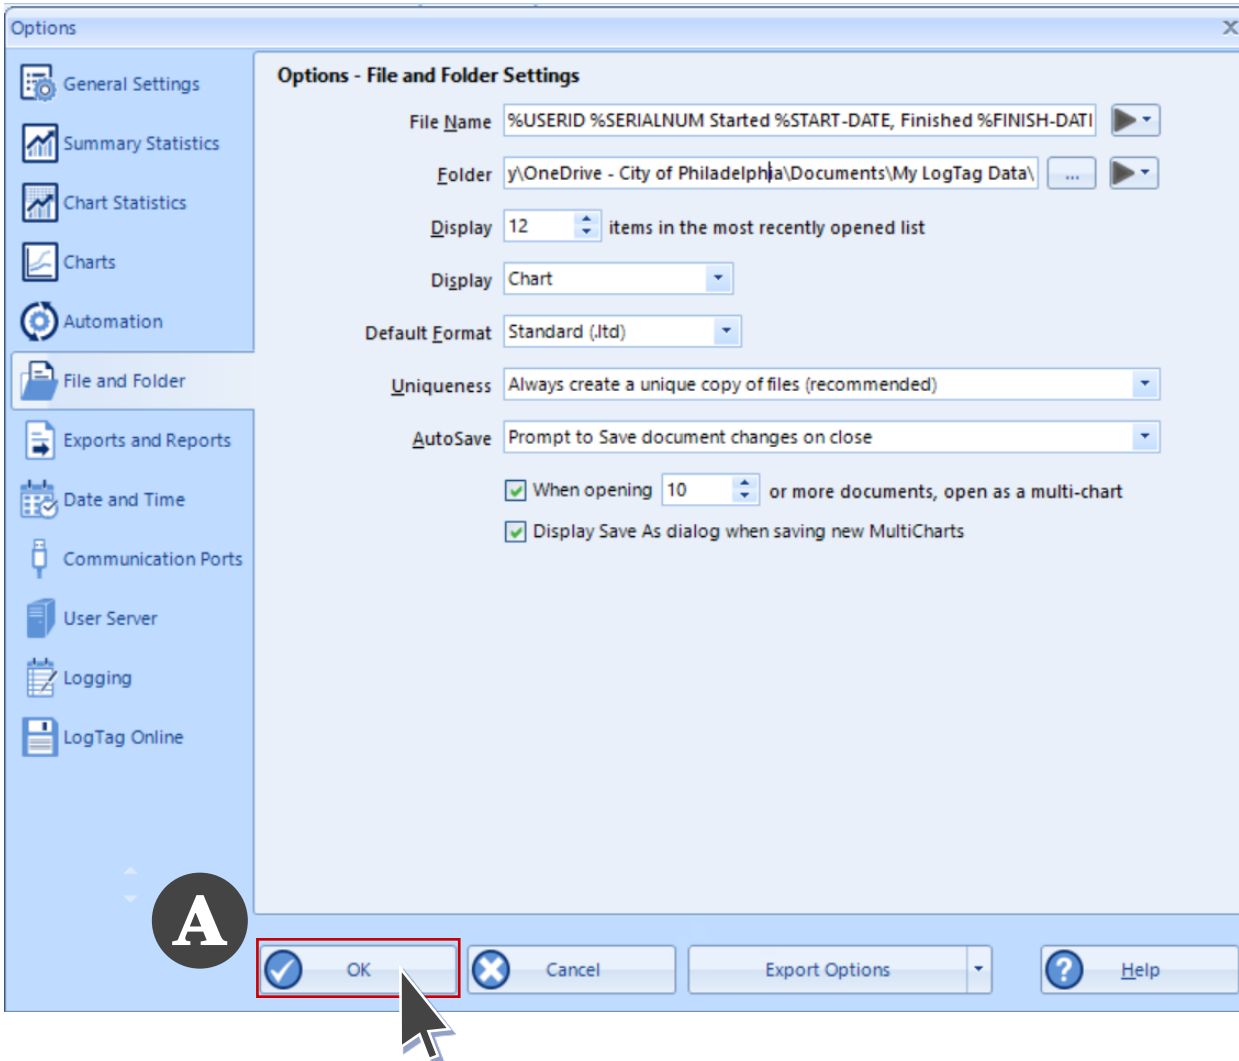 Options
X
General Settings
Summary Statistics
Chart Statistics
Charts
Automation
File and Folder
Exports and Reports
Date and Time
Communication Ports
User Server
Logging
LogTag Online
Options - File and Folder Settings
File Name %USERID %SERIALNUM Started %START-DATE, Finished %FINISH-DATI
Folder y\OneDrive - City of Philadelphia\Documents\My LogTag Data\ ...
Display 12 items in the most recently opened list
Display Chart
Default Format Standard (.ltd)
Uniqueness Always create a unique copy of files (recommended)
AutoSave Prompt to Save document changes on close
When opening 10 or more documents, open as a multi-chart
Display Save As dialog when saving new MultiCharts
A
OK Cancel Export Options Help